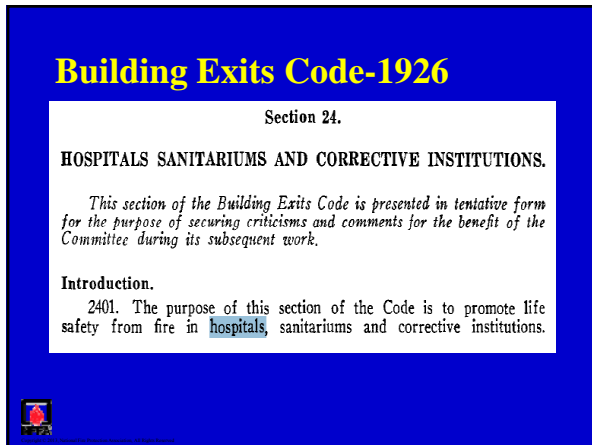 Building Exits Code-1926
Section 24.
HOSPITALS SANITARIUMS AND CORRECTIVE INSTITUTIONS.
This section of the Building Exits Code is presented in tentative form
for the purpose of securing criticisms and comments for the benefit of the
Committee during its subsequent work.
Introduction.
2401. The purpose of this section of the Code is to promote life
safety from fire in hospitals, sanitariums and corrective institutions.
NFPA